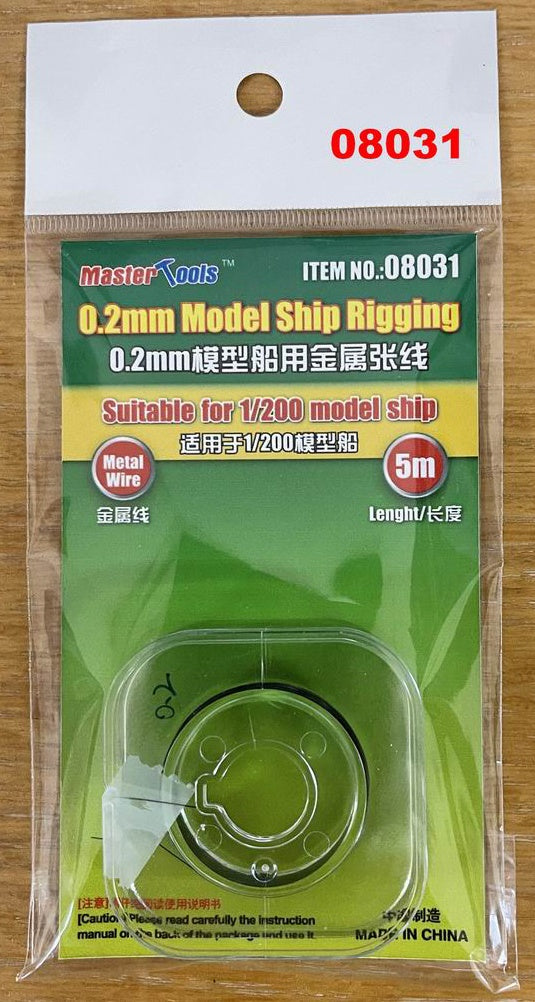 08031
MasterTools™
ITEM NO.:08031
0.2mm Model Ship Rigging
0.2mm模型船用金属张线
Suitable for 1/200 model ship
适用于1/200模型船
Metal
Wire
金属线
5m
Lenght/长度
0.2
[注意]: 阅读使用说明书
[Caution] Please read carefully the instruction
manual on the back of the package and use it.
中国制造
MADE IN CHINA